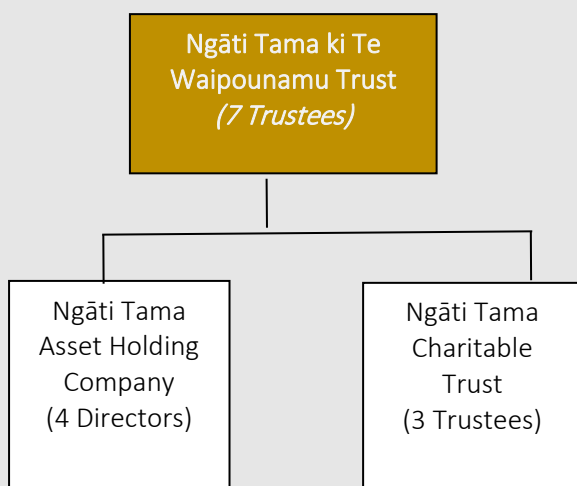 Ngāti Tama ki Te
Waipounamu Trust
(7 Trustees)
Ngāti Tama
Asset Holding
Company
(4 Directors)
Ngāti Tama
Charitable
Trust
(3 Trustees)